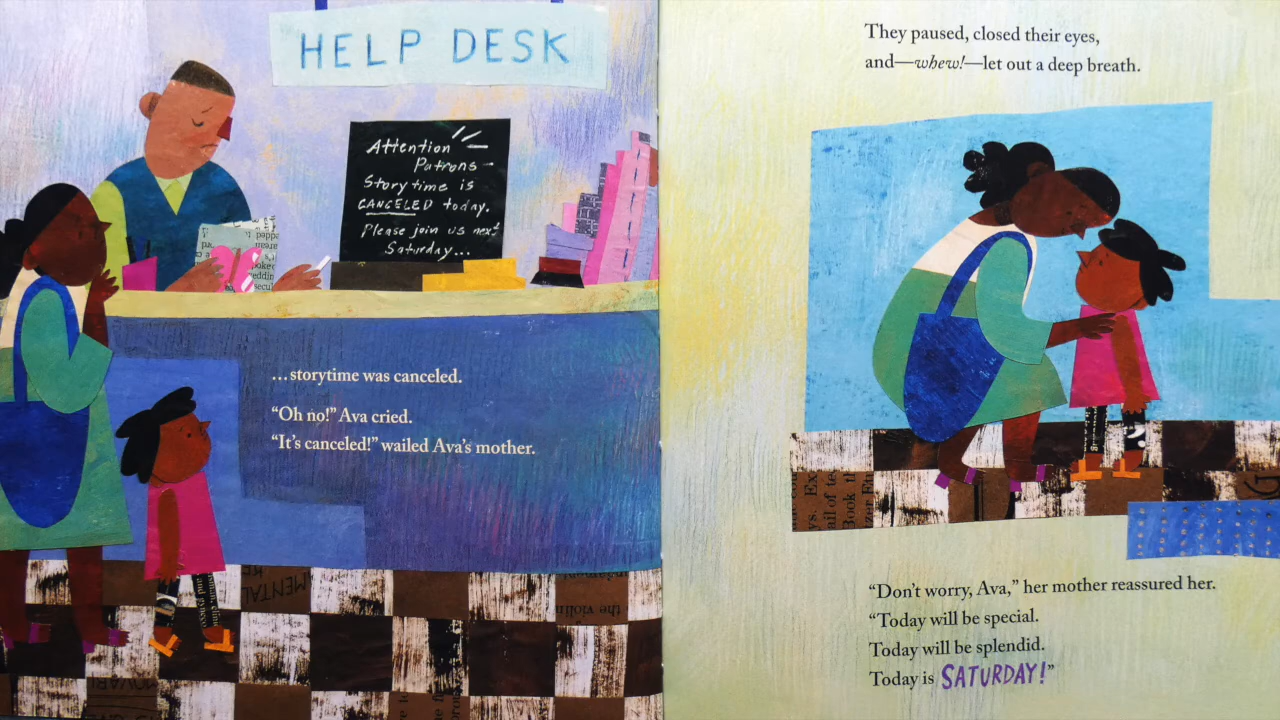 HELP DESK
Attention
Patrons –
Storytime is
CANCELED today.
Please join us next
Saturday...
...storytime was canceled.
“Oh no!” Ava cried.
“It’s canceled!” wailed Ava’s mother.
They paused, closed their eyes,
and—whew!—let out a deep breath.
“Don’t worry, Ava,” her mother reassured her.
“Today will be special.
Today will be splendid.
Today is SATURDAY!”